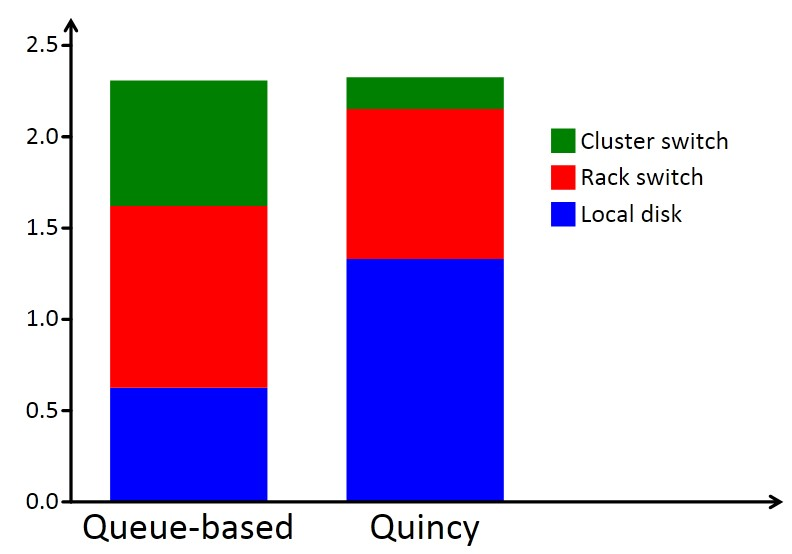 2.5
2.0
1.5
1.0
0.5
0.0
Cluster switch
Rack switch
Local disk
Queue-based
Quincy